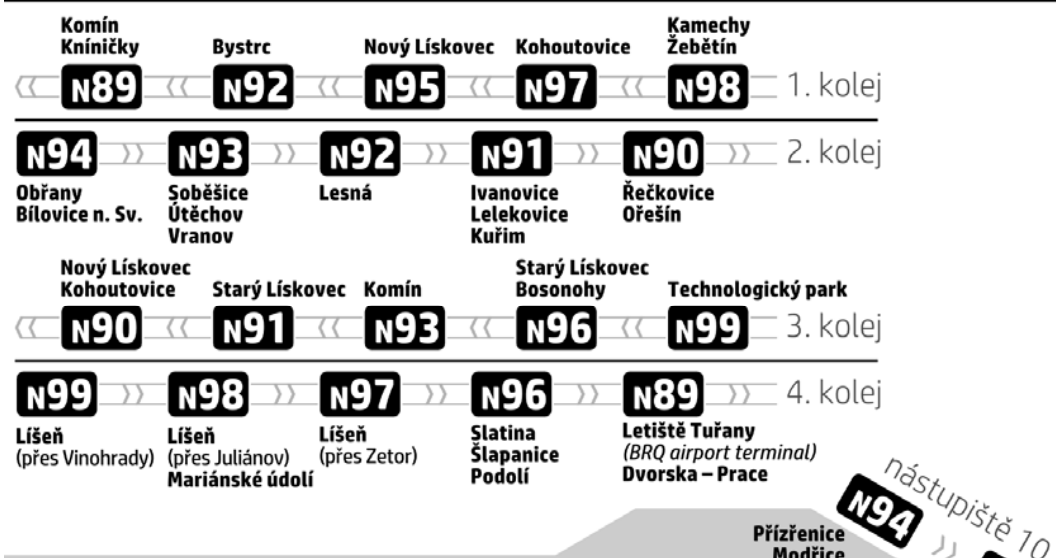 Komín
Kníničky
Bystrc
Nový Lískovec
Kohoutovice
Kamechy
Žebětín
N89
N92
N95
N97
N98
1. kolej
N94
N93
N92
N91
N90
2. kolej
Obřany
Bílovice n. Sv.
Soběšice
Útěchov
Vranov
Lesná
Ivanovice
Lelekovice
Kuřim
Řečkovice
Ořešín
Nový Lískovec
Kohoutovice
Starý Lískovec
Komín
Starý Lískovec
Bosonohy
Technologický park
N90
N91
N93
N96
N99
3. kolej
N99
N98
N97
N96
N89
4. kolej
Líšeň
(přes Vinohrady)
Líšeň
(přes Juliánov)
Mariánské údolí
Líšeň
(přes Zetor)
Slatina
Šlapanice
Podolí
Letiště Tuřany
(BRQ airport terminal)
Dvorska – Prace
nástupiště 10
N94
Přízřenice
Modřice